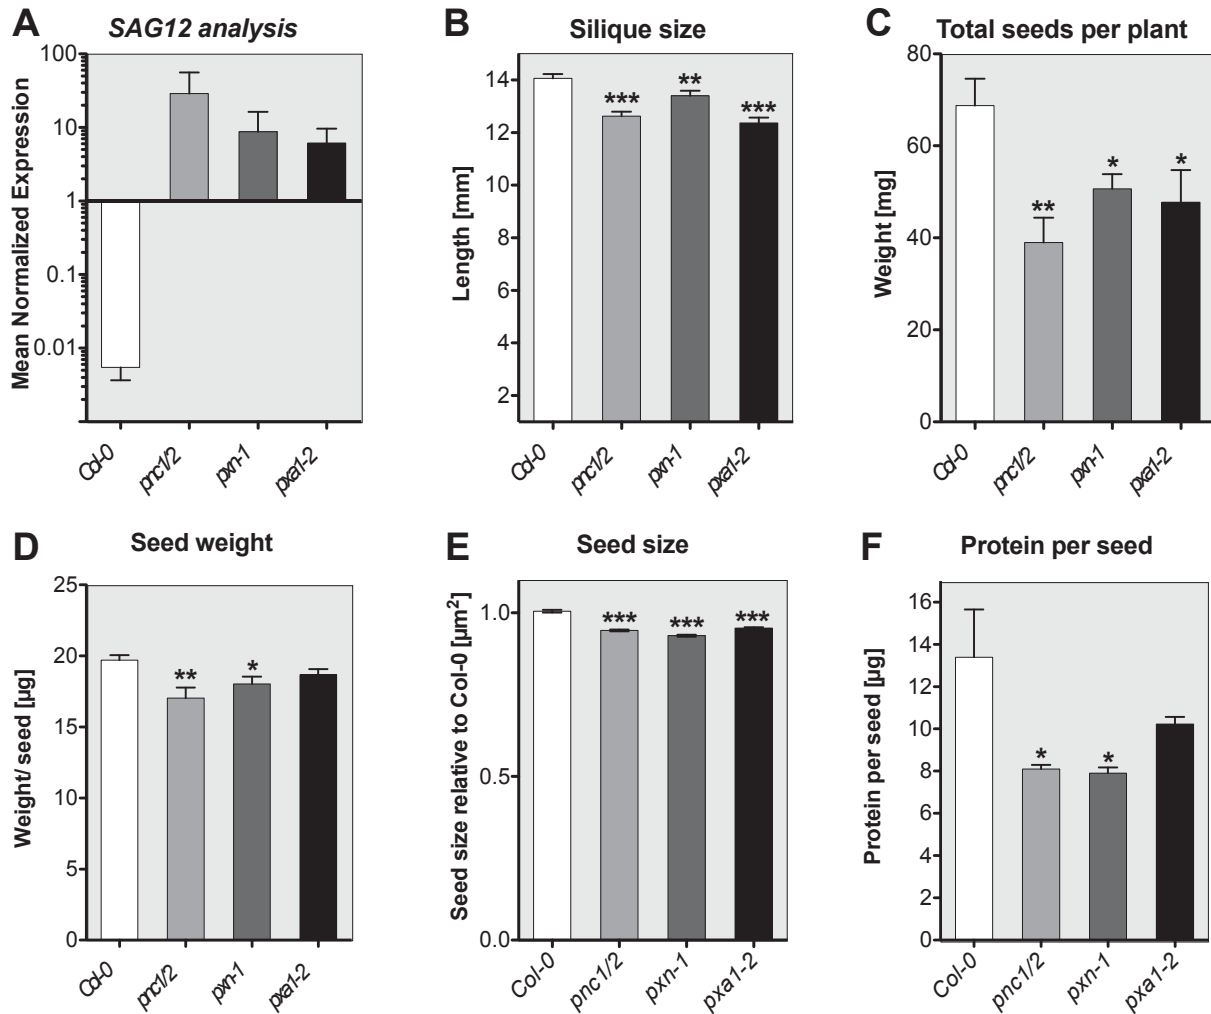 A
SAG12 analysis
Mean Normalized Expression
100
10
1
0.1
0.01
Col-0
pnc1/2
pxn-1
pxa1-2
B
Silique size
Length [mm]
14
12
10
8
6
4
2
***
**
***
Col-0
pnc1/2
pxn-1
pxa1-2
C
Total seeds per plant
Weight [mg]
80
60
40
20
0
**
*
*
Col-0
pnc1/2
pxn-1
pxa1-2
D
Seed weight
Weight/ seed [µg]
25
20
15
10
5
0
**
*
Col-0
pnc1/2
pxn-1
pxa1-2
E
Seed size
Seed size relative to Col-0 [µm²]
1.0
0.5
0.0
***
***
***
Col-0
pnc1/2
pxn-1
pxa1-2
F
Protein per seed
Protein per seed [µg]
16
14
12
10
8
6
4
2
0
*
*
Col-0
pnc1/2
pxn-1
pxa1-2